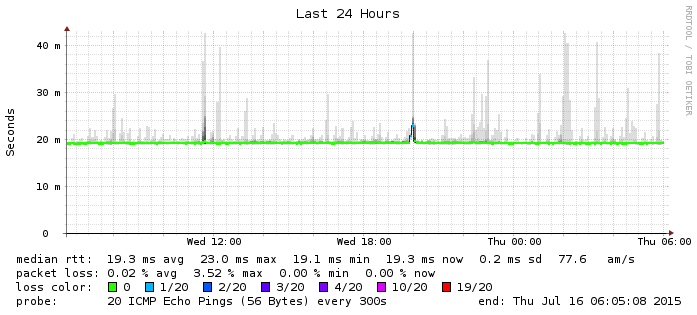 Last 24 Hours
RRDTOOL / TOBI OETIKER
Seconds
40 m
30 m
20 m
10 m
0
Wed 12:00 Wed 18:00 Thu 00:00 Thu 06:00
median rtt: 19.3 ms avg 23.0 ms max 19.1 ms min 19.3 ms now 0.2 ms sd 77.6 am/s
packet loss: 0.02 % avg 3.52 % max 0.00 % min 0.00 % now
loss color: 0 1/20 2/20 3/20 4/20 10/20 19/20
probe: 20 ICMP Echo Pings (56 Bytes) every 300s end: Thu Jul 16 06:05:08 2015